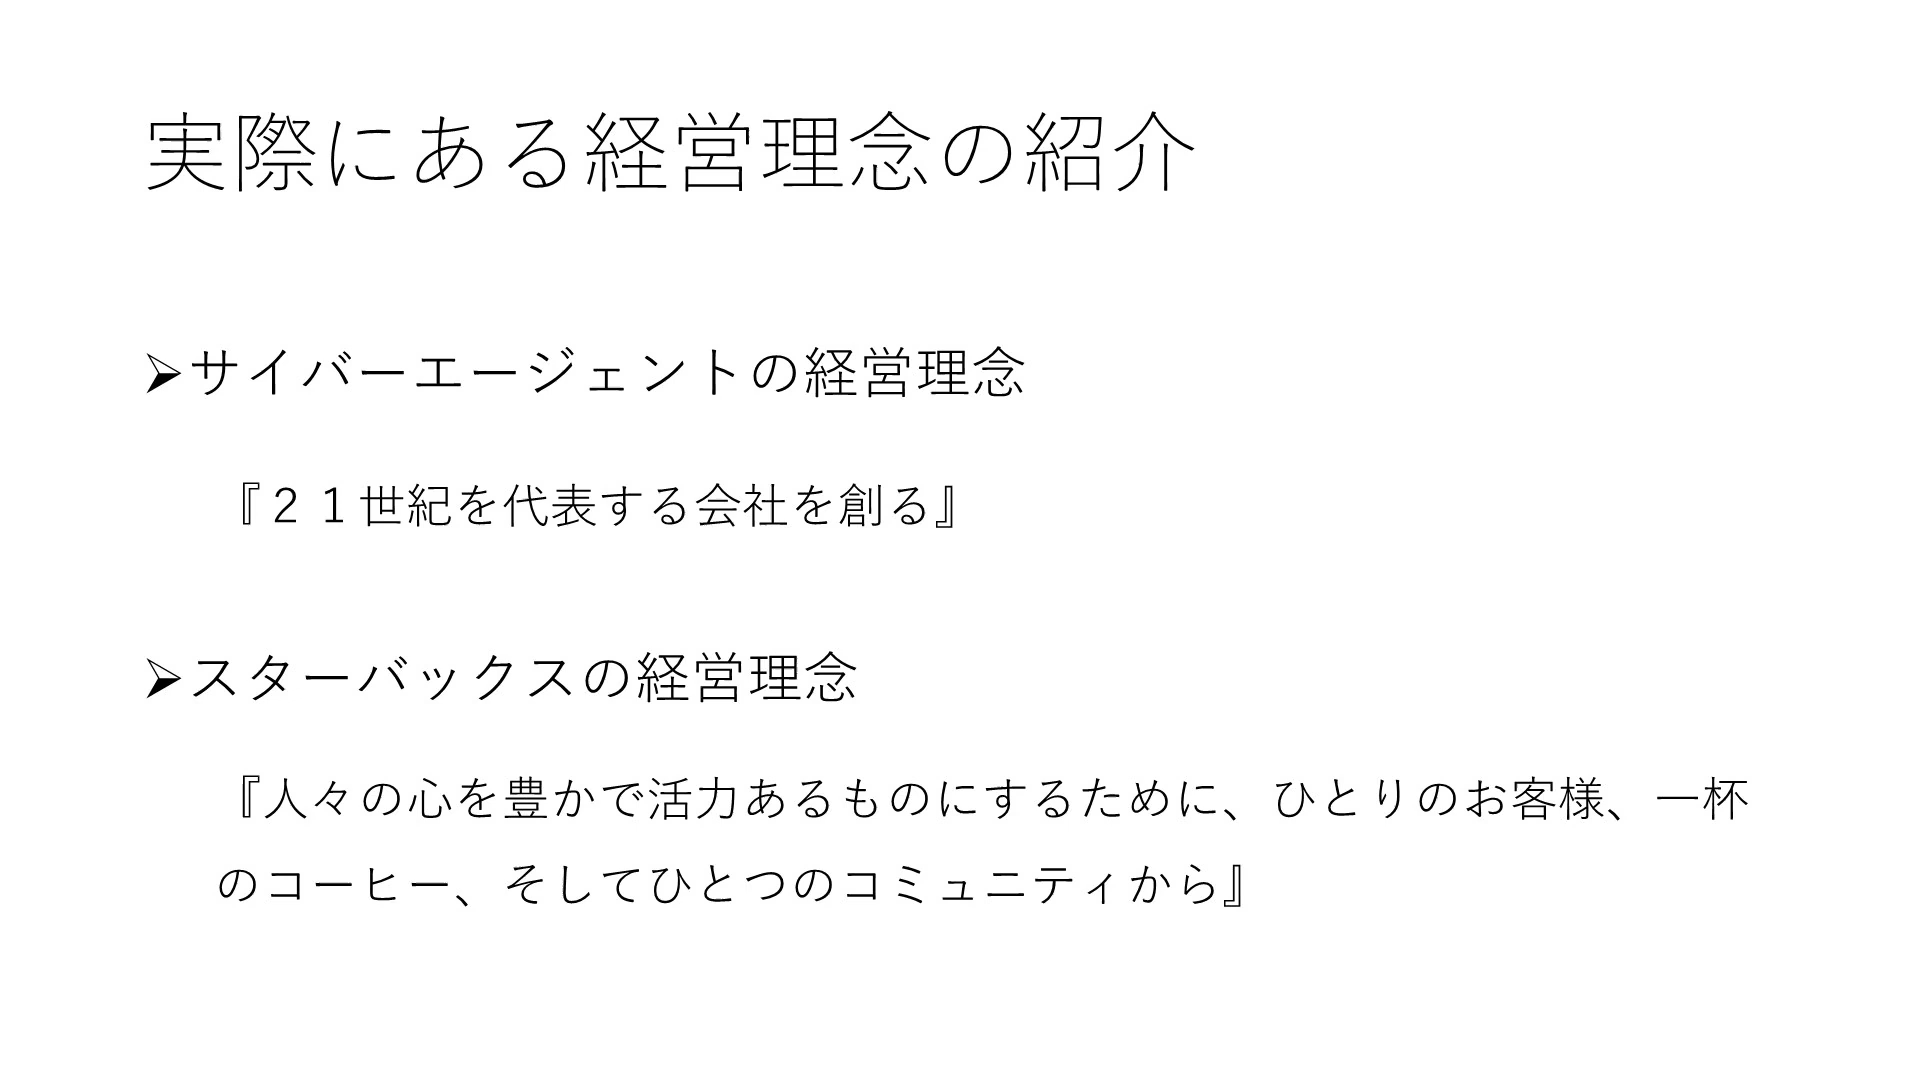 実際にある経営理念の紹介
➢サイバーエージェントの経営理念
『２１世紀を代表する会社を創る』
➢スターバックスの経営理念
『人々の心を豊かで活力あるものにするために、ひとりのお客様、一杯
のコーヒー、そしてひとつのコミュニティから』